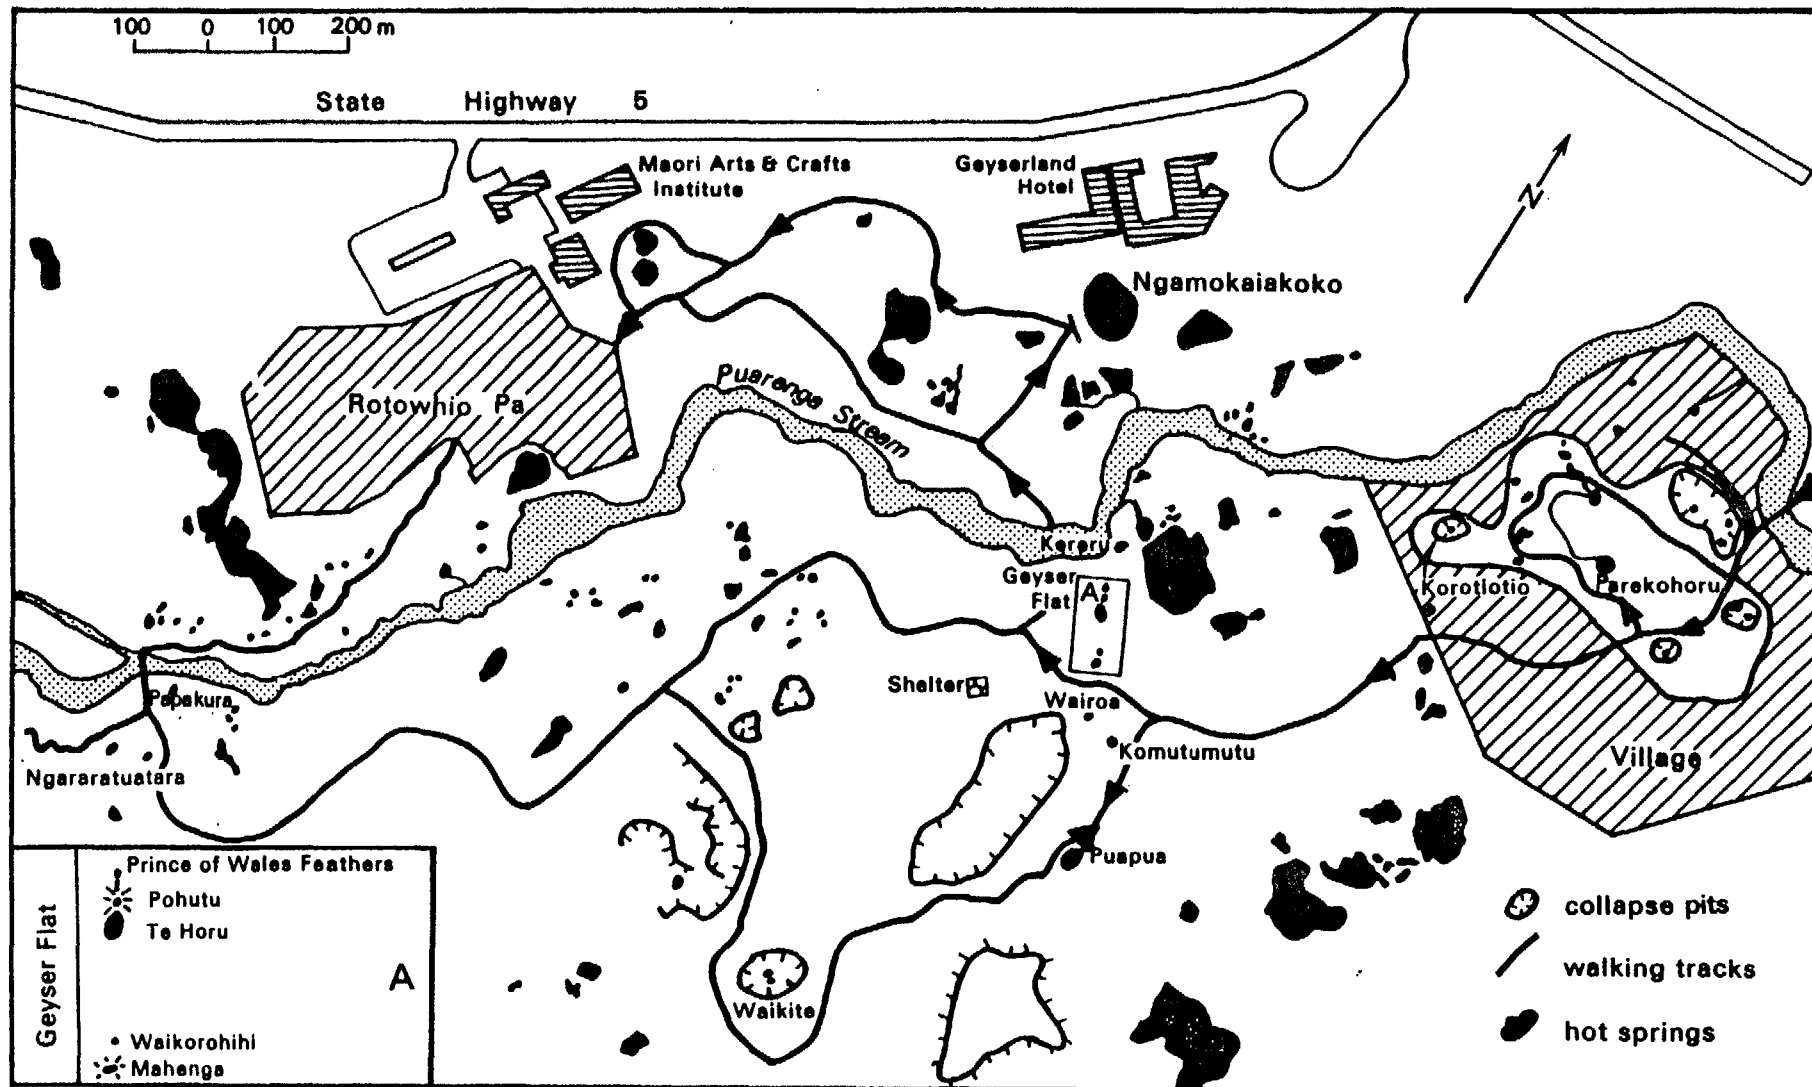 100 0 100 200 m
State Highway 5
Maori Arts & Crafts
Institute
Geyserland
Hotel
N
Ngamokaiakoko
Rotowhio Pa
Puarenga Stream
Kereru
Geyser
Flat
A
Korotiotio
Parekohoru
Papakura
Shelter
Wairoa
Komutumutu
Village
Ngararatuatara
Puapua
Waikite
Geyser Flat
Prince of Wales Feathers
Pohutu
Te Horu
A
Waikorohihi
Mahanga
collapse pits
walking tracks
hot springs